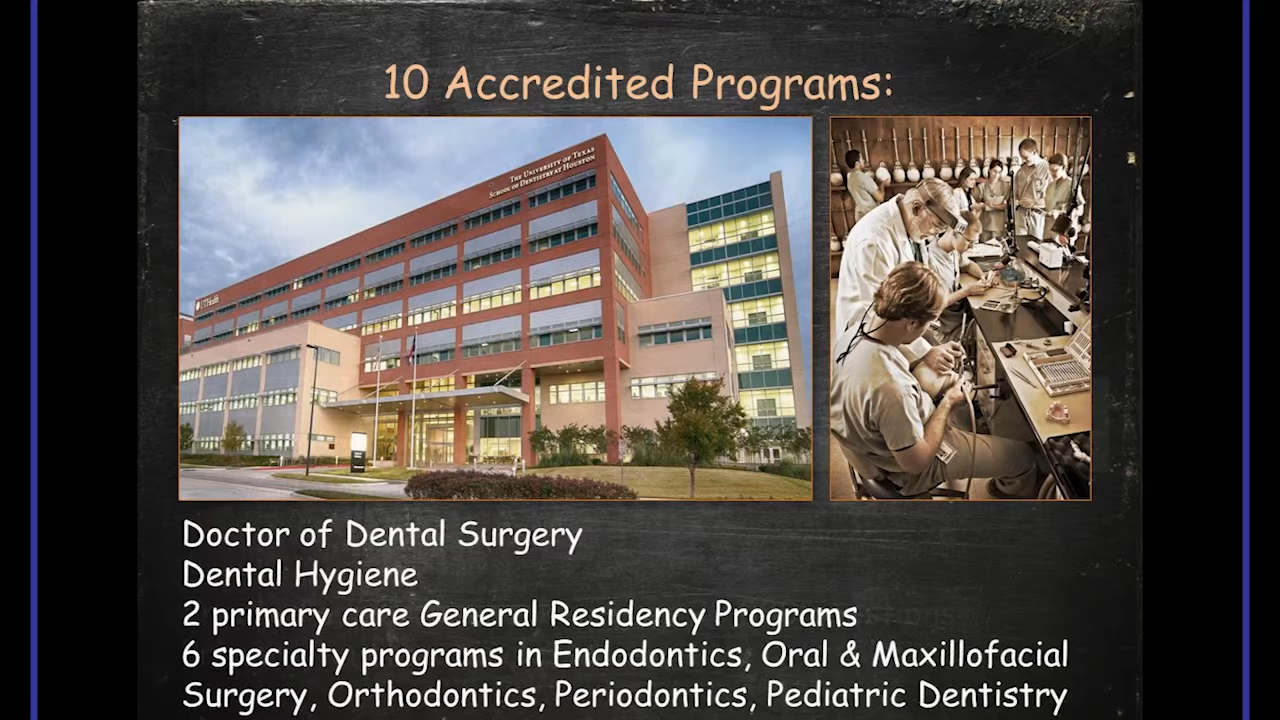 10 Accredited Programs:
THE UNIVERSITY OF TEXAS
SCHOOL OF DENTISTRY AT HOUSTON
UTHealth
Doctor of Dental Surgery
Dental Hygiene
2 primary care General Residency Programs
6 specialty programs in Endodontics, Oral & Maxillofacial
Surgery, Orthodontics, Periodontics, Pediatric Dentistry